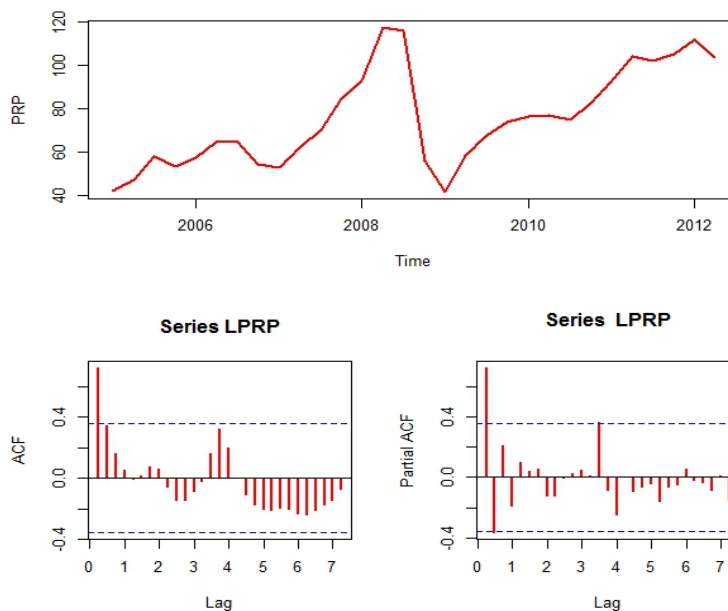 120
100
80
60
40
PRP
2006 2008 2010 2012
Time
Series LPRP
0.4
0.0
-0.4
ACF
0 1 2 3 4 5 6 7
Lag
Series LPRP
0.4
0.0
-0.4
Partial ACF
0 1 2 3 4 5 6 7
Lag